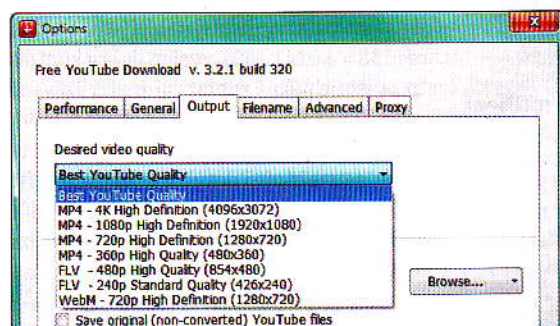 Options
Free YouTube Download v. 3.2.1 build 320
Performance General Output Filename Advanced Proxy
Desired video quality
Best YouTube Quality
Best YouTube Quality
MP4 - 4K High Definition (4096x3072)
MP4 - 1080p High Definition (1920x1080)
MP4 - 720p High Definition (1280x720)
MP4 - 360p High Quality (480x360)
FLV - 480p High Quality (854x480)
FLV - 240p Standard Quality (426x240)
WebM - 720p High Definition (1280x720)
Browse...
Save original (non-converted) YouTube files